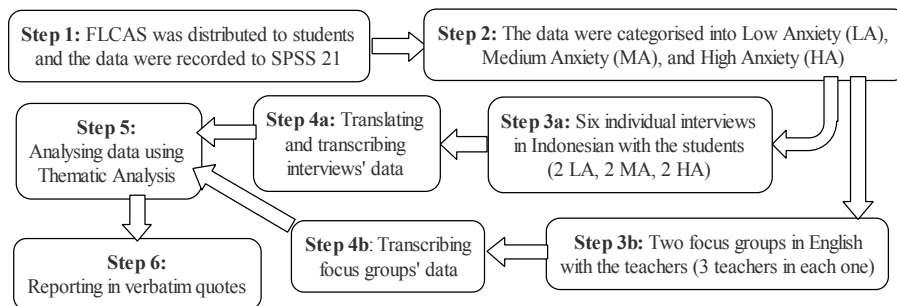 Step 1: FLCAS was distributed to students
and the data were recorded to SPSS 21
Step 2: The data were categorised into Low Anxiety (LA),
Medium Anxiety (MA), and High Anxiety (HA)
Step 3a: Six individual interviews
in Indonesian with the students
(2 LA, 2 MA, 2 HA)
Step 4a: Translating
and transcribing
interviews' data
Step 5:
Analysing data using
Thematic Analysis
Step 3b: Two focus groups in English
with the teachers (3 teachers in each one)
Step 4b: Transcribing
focus groups' data
Step 6:
Reporting in verbatim quotes